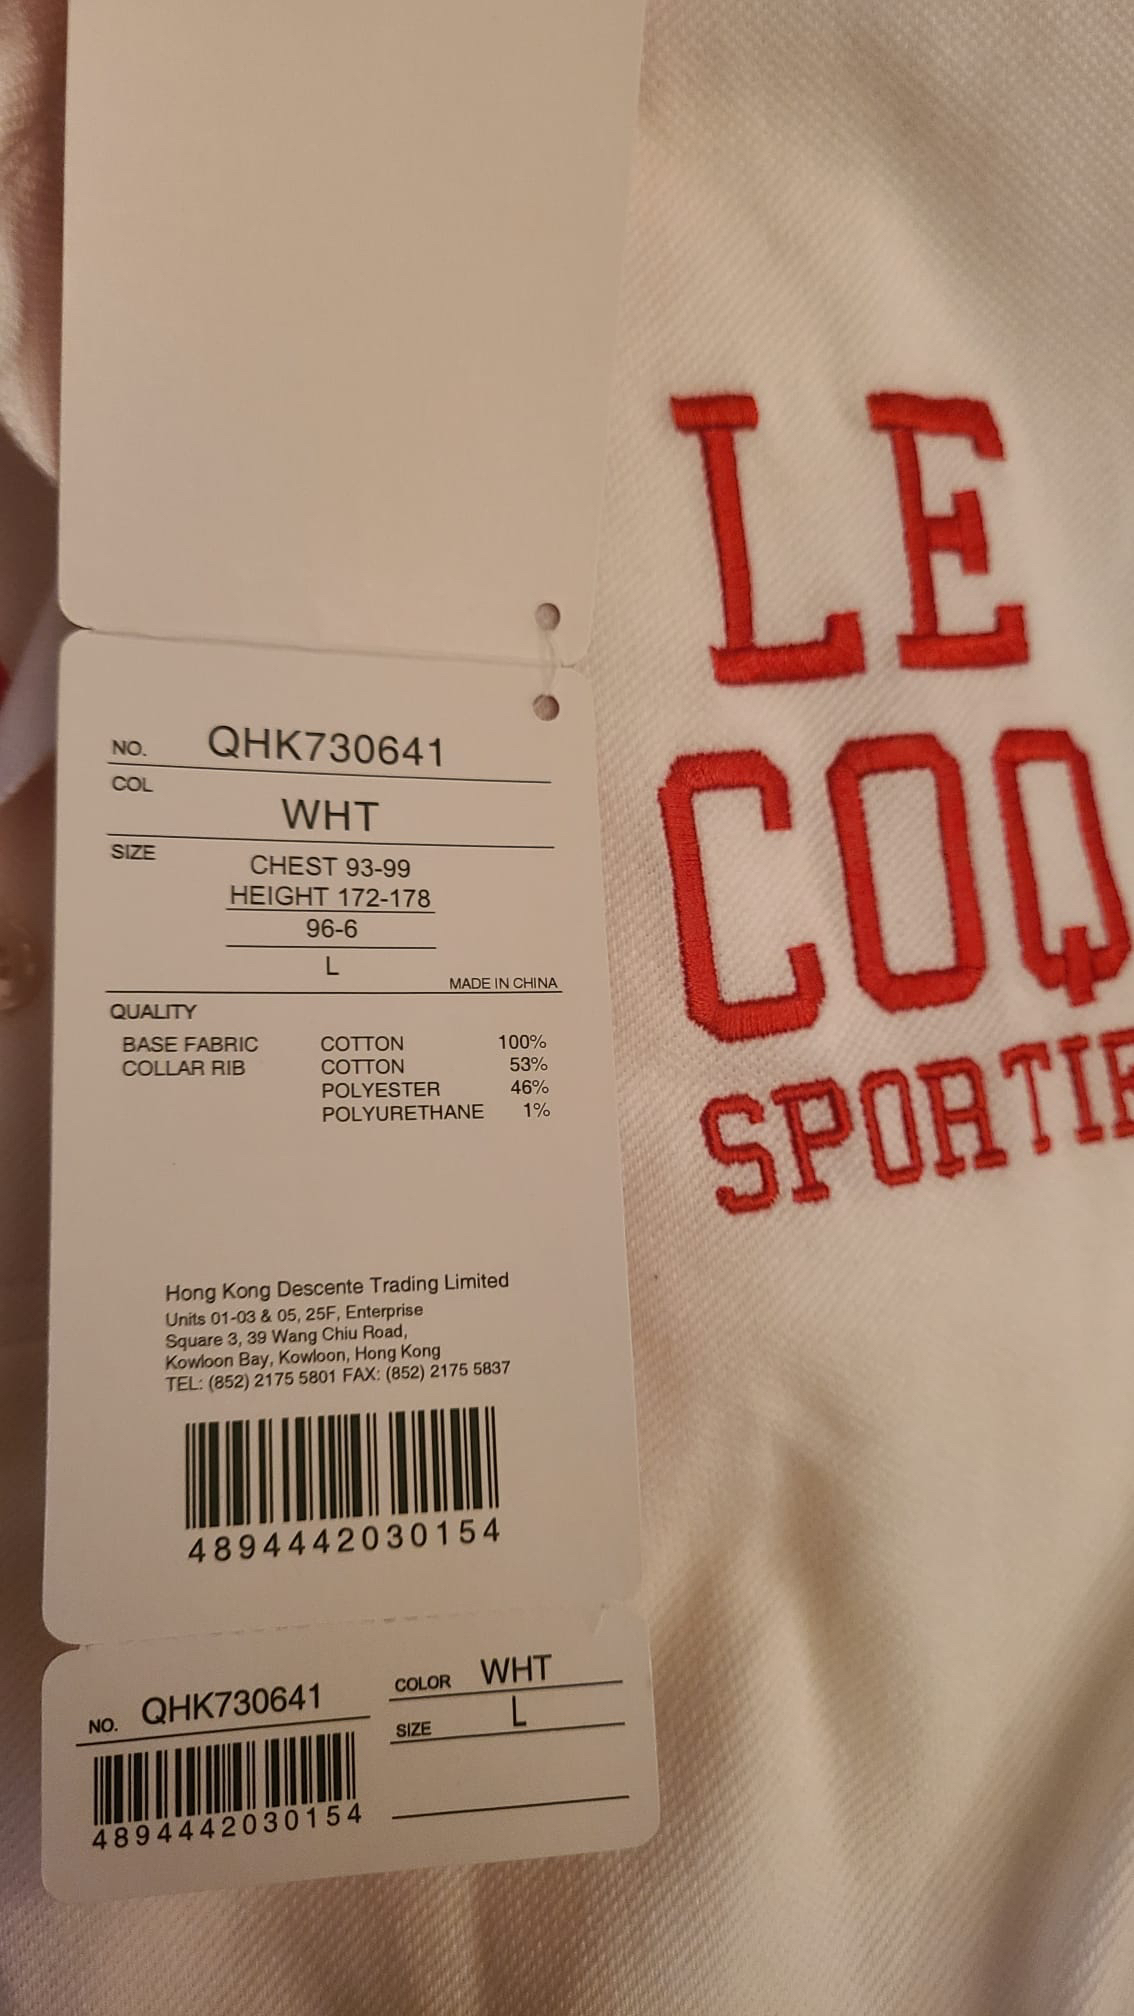 NO. QHK730641
COL
WHT
SIZE
CHEST 93-99
HEIGHT 172-178
96-6
L
MADE IN CHINA
QUALITY
BASE FABRIC COTTON 100%
COLLAR RIB COTTON 53%
POLYESTER 46%
POLYURETHANE 1%
Hong Kong Descente Trading Limited
Units 01-03 & 05, 25F, Enterprise
Square 3, 39 Wang Chiu Road,
Kowloon Bay, Kowloon, Hong Kong
TEL: (852) 2175 5801 FAX: (852) 2175 5837
4894442030154
NO. QHK730641
4894442030154
COLOR WHT
SIZE L
LE
COQ
SPORTIF